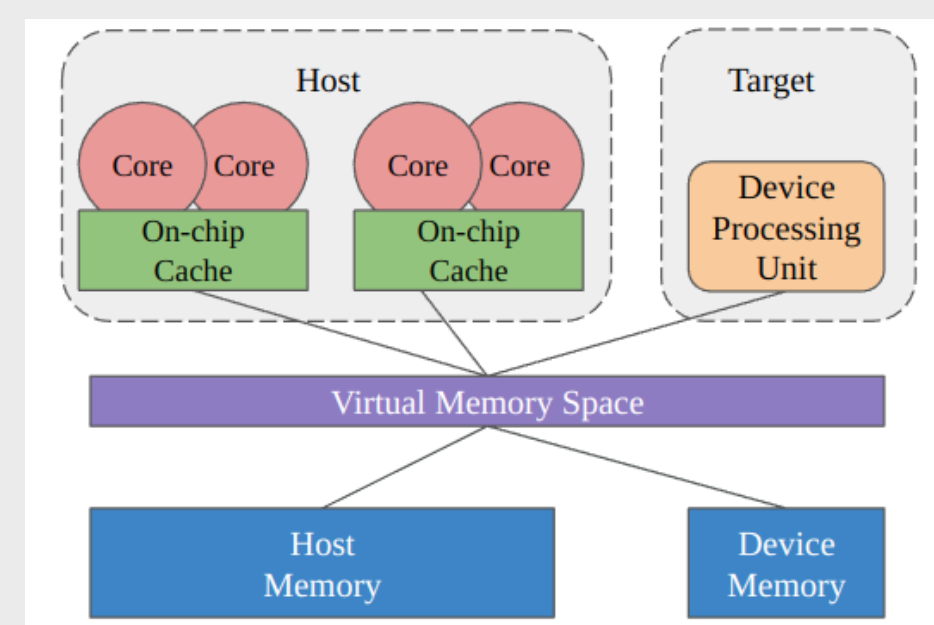 Host
Target
Core
Core
Core
Core
On-chip
Cache
On-chip
Cache
Device
Processing
Unit
Virtual Memory Space
Host
Memory
Device
Memory